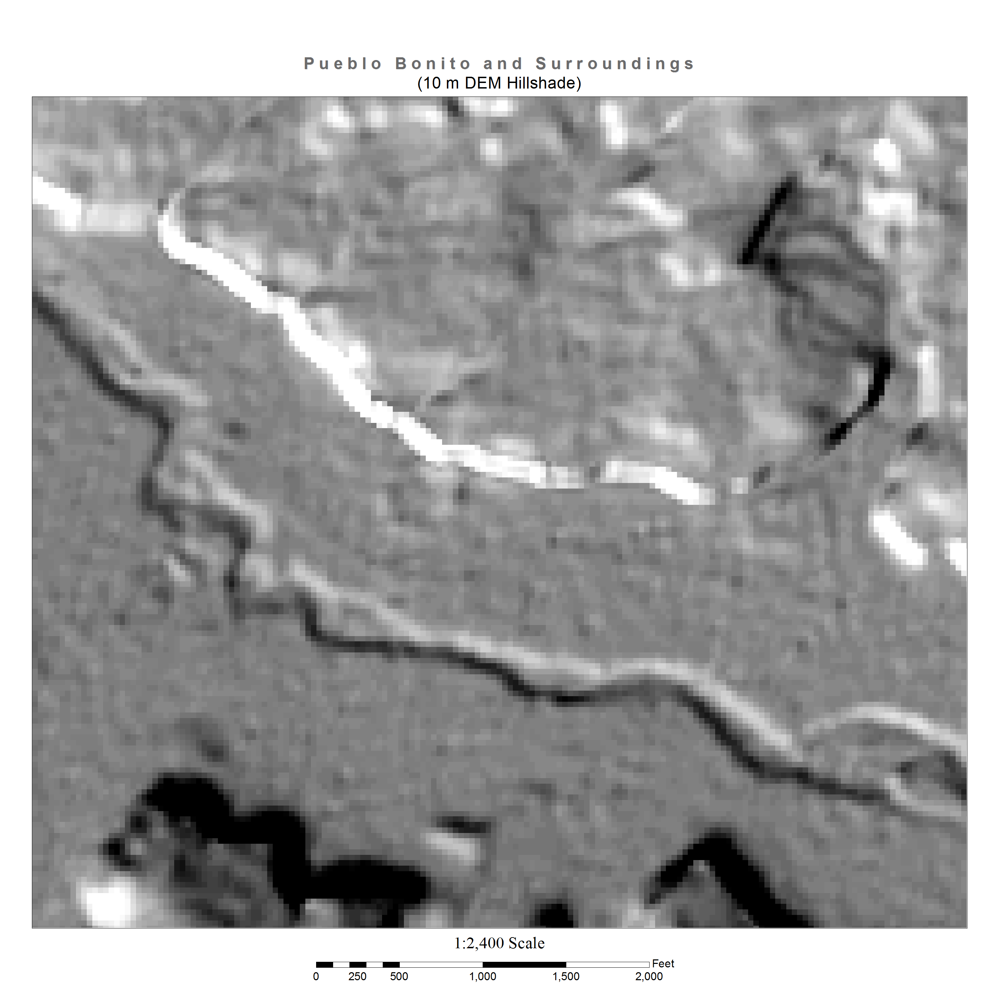 Pueblo Bonito and Surroundings
(10 m DEM Hillshade)
1:2,400 Scale
Feet
0 250 500 1,000 1,500 2,000